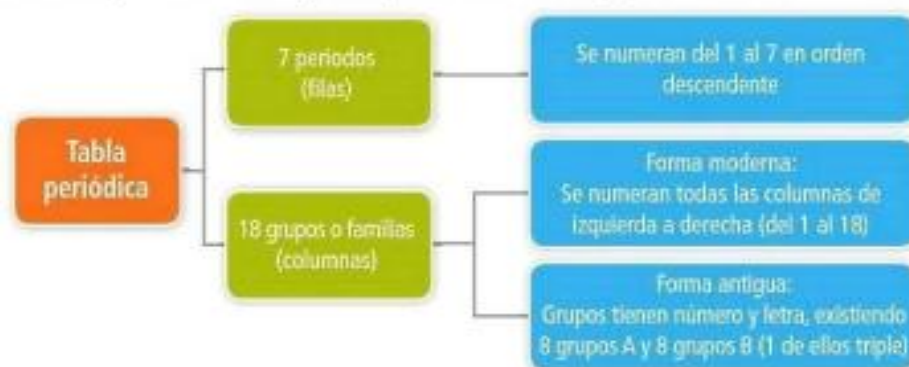 Tabla
periódica
7 periodos
(filas)
18 grupos o familias
(columnas)
Se numeran del 1 al 7 en orden
descendente
Forma moderna:
Se numeran todas las columnas de
izquierda a derecha (del 1 al 18)
Forma antigua:
Grupos tienen número y letra, existiendo
8 grupos A y 8 grupos B (1 de ellos triple)